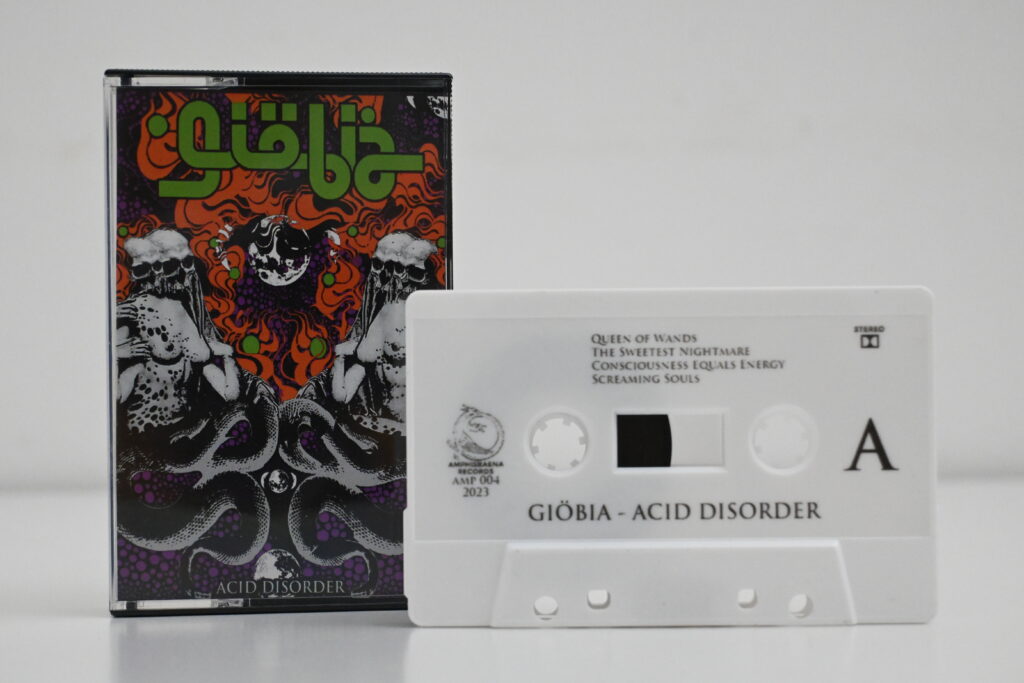 giöbia
ACID DISORDER
QUEEN OF WANDS
THE SWEETEST NIGHTMARE
CONSCIOUSNESS EQUALS ENERGY
SCREAMING SOULS
STEREO
AMPHISBAENA
RECORDS
AMP 004
2023
A
GIÖBIA - ACID DISORDER